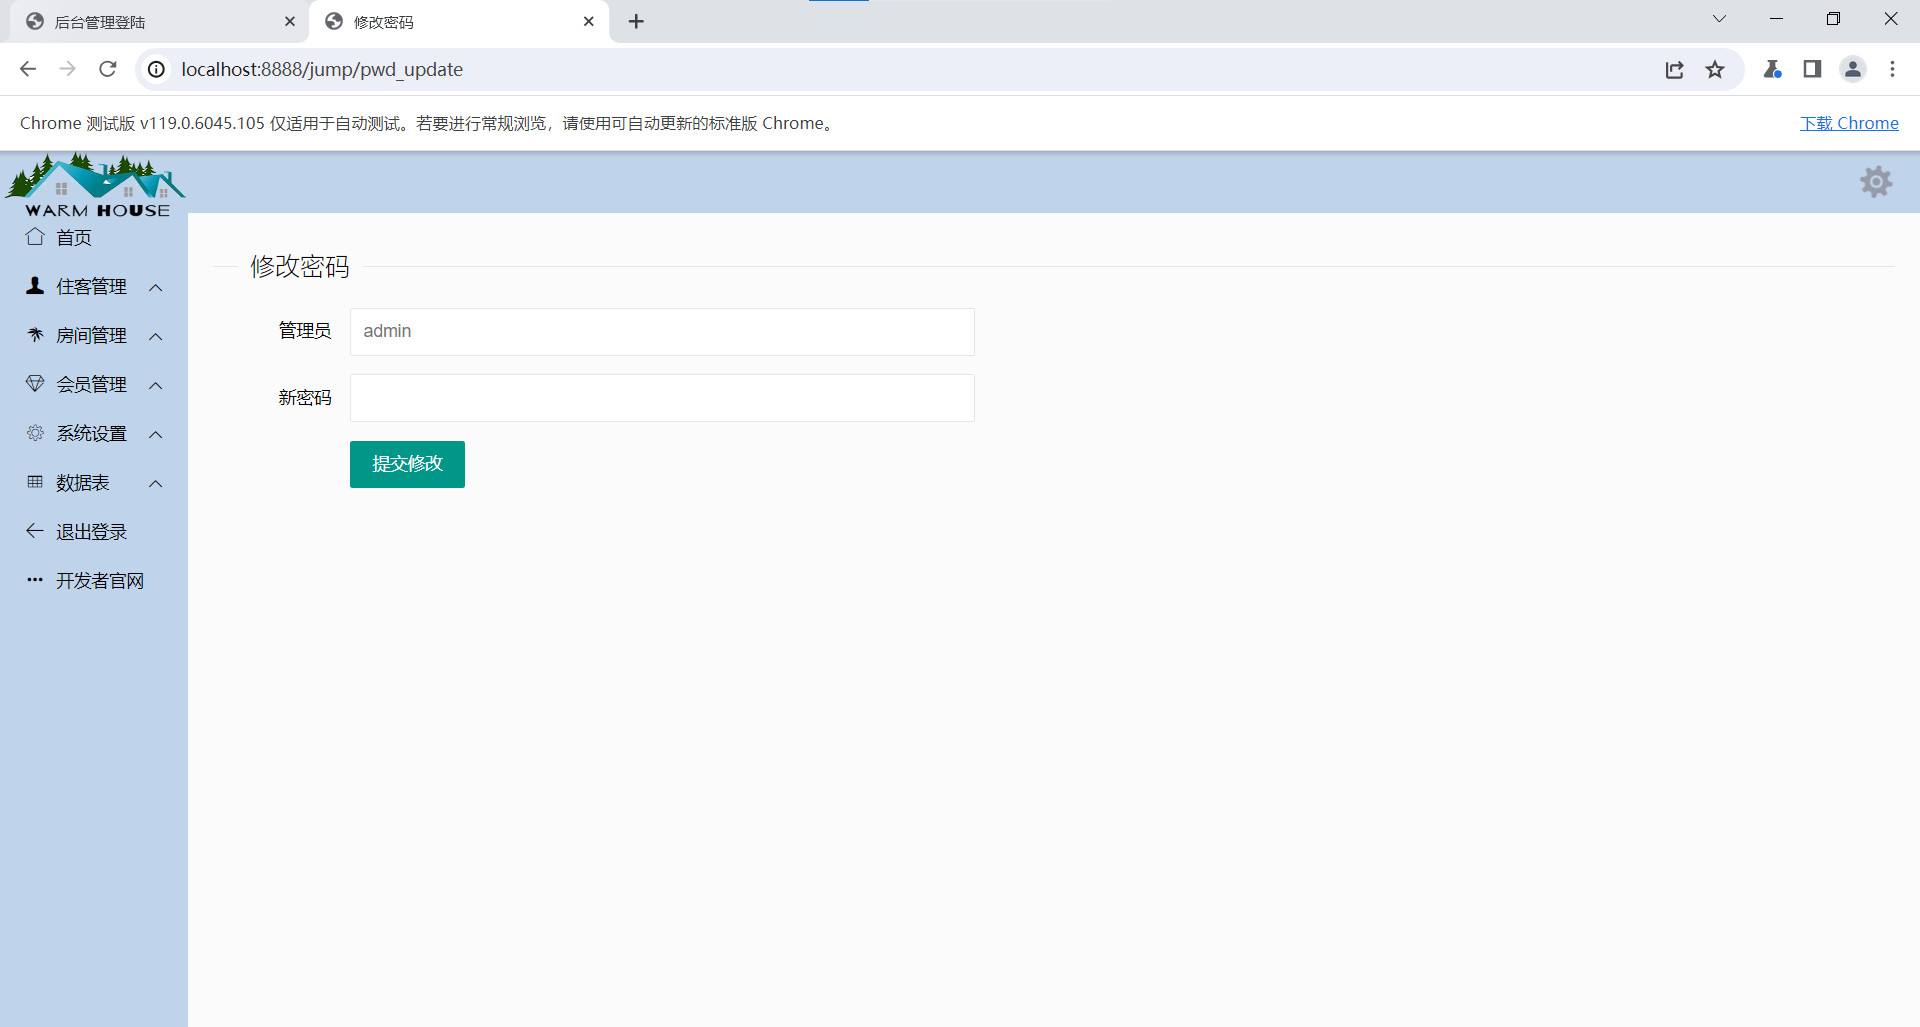 后台管理登陆
修改密码
localhost:8888/jump/pwd_update
Chrome 测试版 v119.0.6045.105 仅适用于自动测试。若要进行常规浏览，请使用可自动更新的标准版 Chrome。
下载 Chrome
WARM HOUSE
首页
住客管理
房间管理
会员管理
系统设置
数据表
退出登录
开发者官网
修改密码
管理员
admin
新密码
提交修改